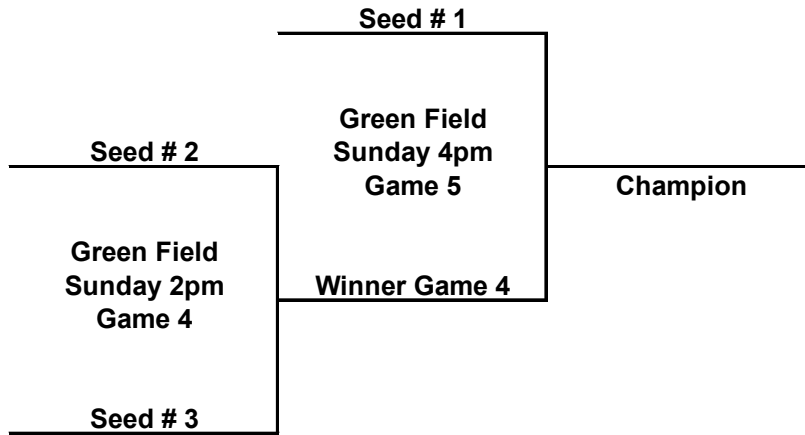 Seed # 1
Green Field
Sunday 4pm
Game 5
Seed # 2
Champion
Green Field
Sunday 2pm
Game 4
Winner Game 4
Seed # 3